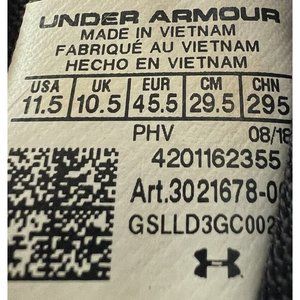 UNDER ARMOUR
MADE IN VIETNAM
FABRIQUÉ AU VIETNAM
HECHO EN VIETNAM
USA UK EUR CM CHN
11.5 10.5 45.5 29.5 295
PHV 08/18
4201162355
Art.3021678-0
GSLLD3GC002